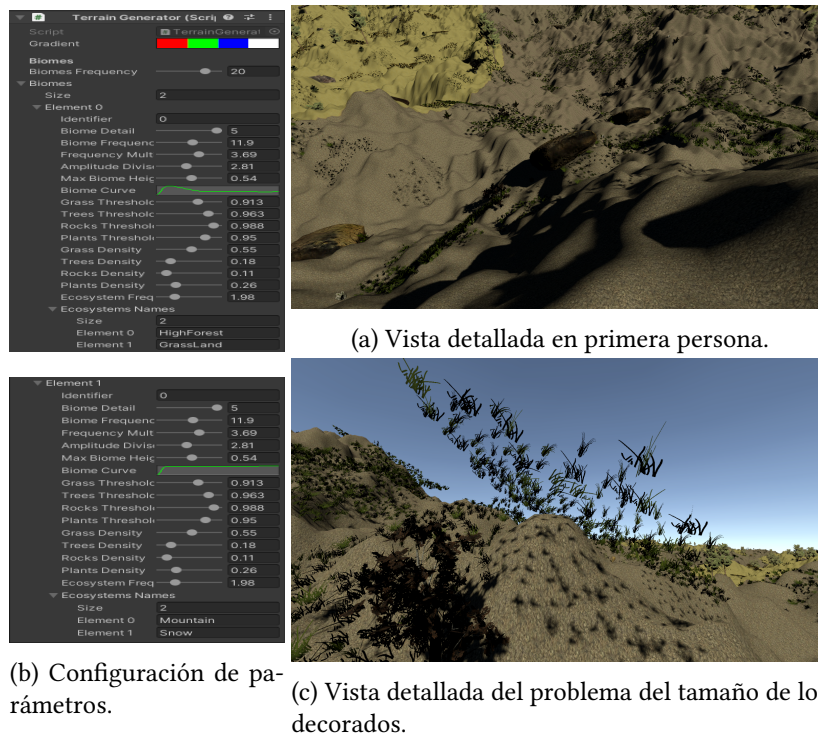 Terrain Generator (Scri
Script
TerrainGenera
Gradient
Biomes
Biomes Frequency 20
Biomes
Size 2
Element 0
Identifier 0
Biome Detail 5
Biome Frequenc 11.9
Frequency Mult 3.69
Amplitude Divis 2.81
Max Biome Heig 0.54
Biome Curve
Grass Threshold 0.913
Trees Threshold 0.963
Rocks Threshold 0.988
Plants Threshol 0.95
Grass Density 0.55
Trees Density 0.18
Rocks Density 0.11
Plants Density 0.26
Ecosystem Freq 1.98
Ecosystems Names
Size 2
Element 0 HighForest
Element 1 GrassLand
(a) Vista detallada en primera persona.
Element 1
Identifier 0
Biome Detail 5
Biome Frequenc 11.9
Frequency Mult 3.69
Amplitude Divis 2.81
Max Biome Heig 0.54
Biome Curve
Grass Threshold 0.913
Trees Threshold 0.963
Rocks Threshold 0.988
Plants Threshol 0.95
Grass Density 0.55
Trees Density 0.18
Rocks Density 0.11
Plants Density 0.26
Ecosystem Freq 1.98
Ecosystems Names
Size 2
Element 0 Mountain
Element 1 Snow
(b) Configuración de pa-
rámetros.
(c) Vista detallada del problema del tamaño de lo
decorados.